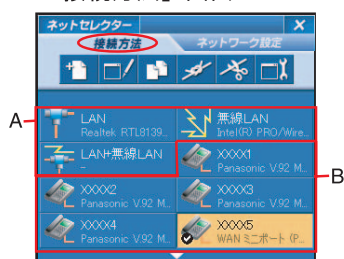 ネットセレクター X
接続方法 ネットワーク設定
A
LAN
Realtek RTL8139..
無線LAN
Intel(R) PRO/Wire...
LAN+無線LAN
-
XXXX1
Panasonic V.92 M..
B
XXXX2
Panasonic V.92 M..
XXXX3
Panasonic V.92 M..
XXXX4
Panasonic V.92 M..
XXXX5
WAN ミニポート (P...